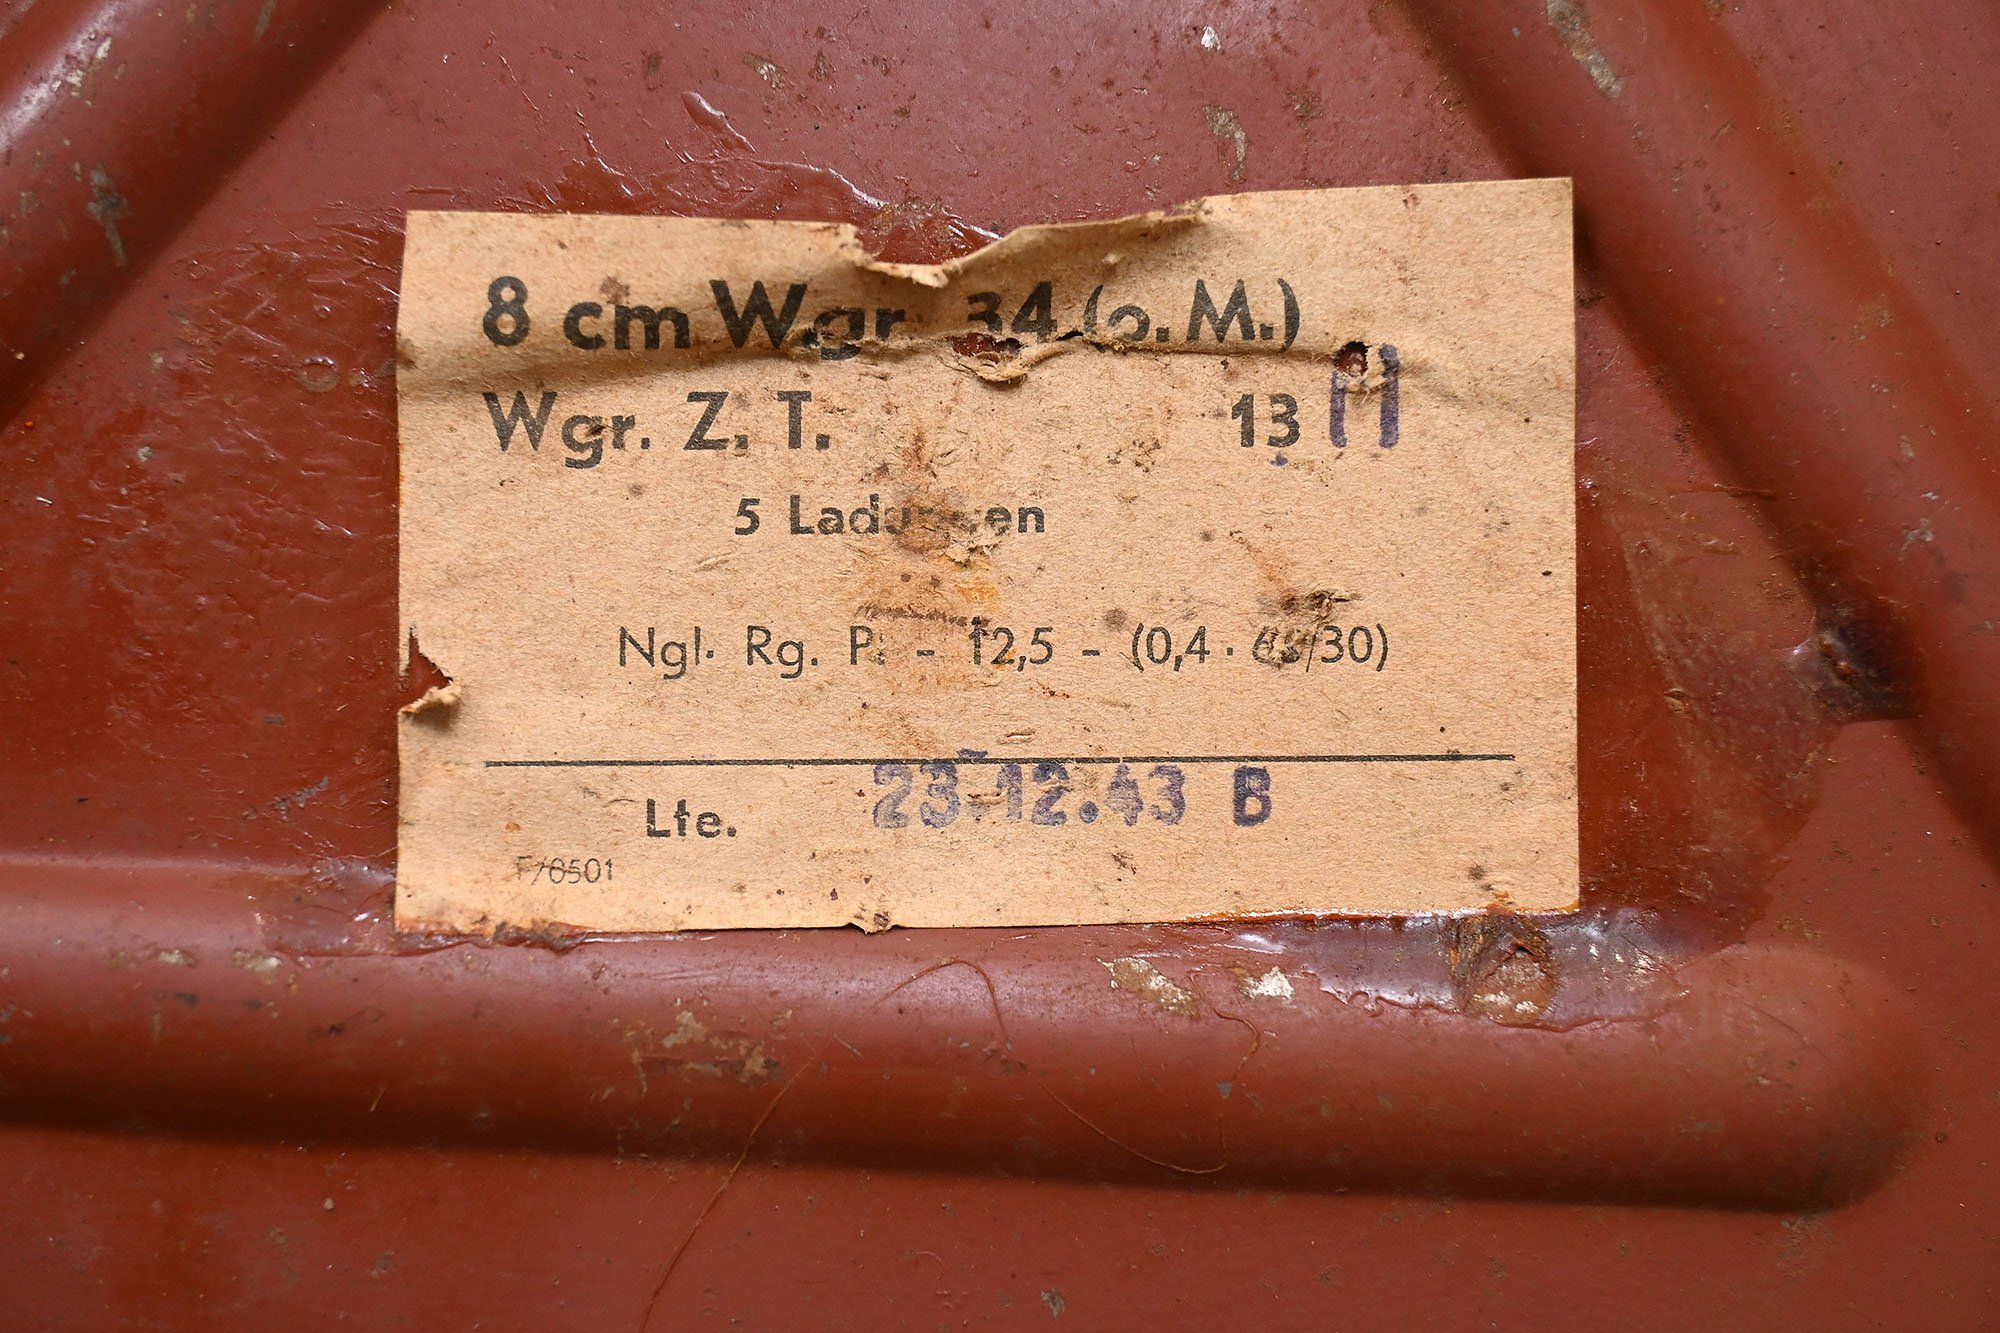 8 cm Wgr. 34 (o. M.)
Wgr. Z. T. 13 H
5 Ladungen
Ngl. Rg. P. - 12,5 - (0,4 · /30)
Lte. 23.12.43 B
F/0501